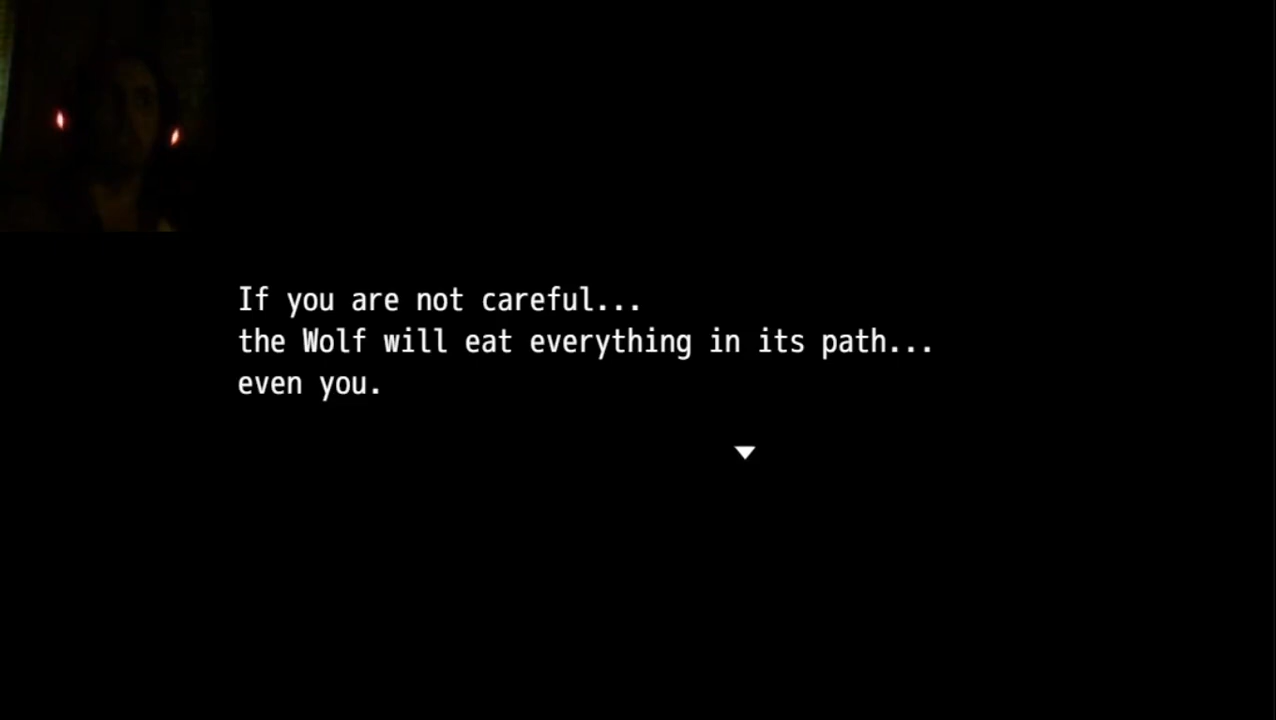 If you are not careful...
the Wolf will eat everything in its path...
even you.